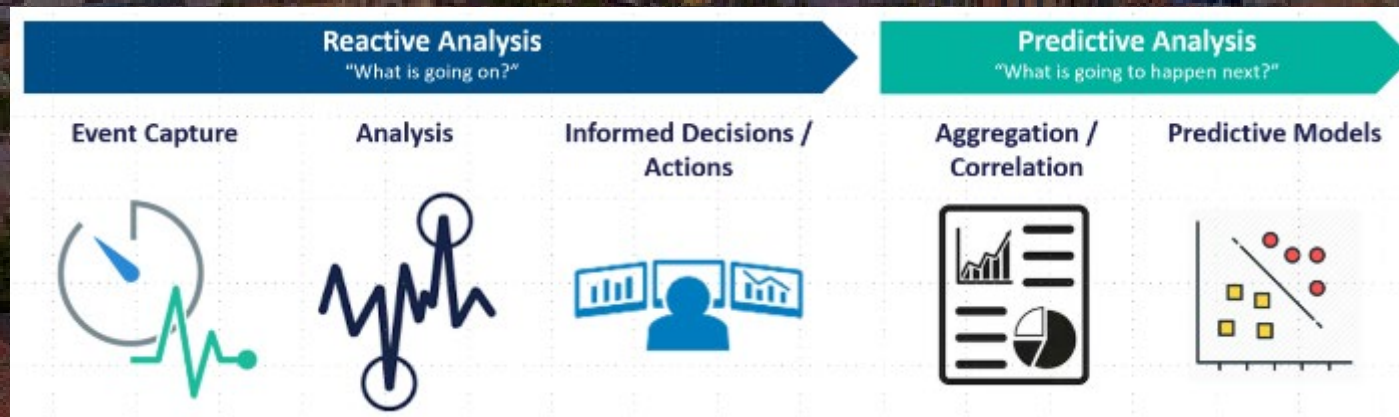 Reactive Analysis
"What is going on?"
Predictive Analysis
"What is going to happen next?"
Event Capture
Analysis
Informed Decisions /
Actions
Aggregation /
Correlation
Predictive Models